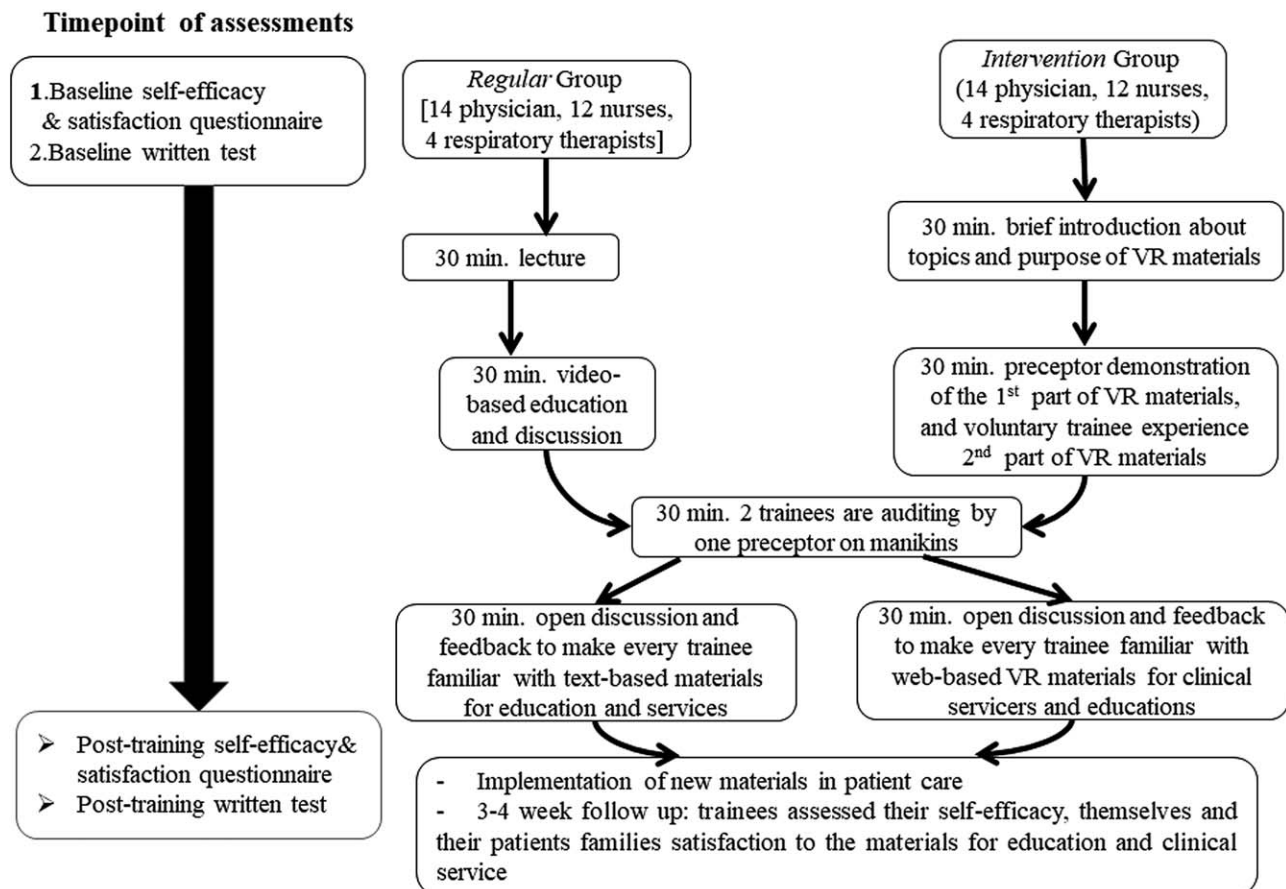 Timepoint of assessments
1.Baseline self-efficacy
& satisfaction questionnaire
2.Baseline written test
Post-training self-efficacy&
satisfaction questionnaire
Post-training written test
Regular Group
[14 physician, 12 nurses,
4 respiratory therapists]
30 min. lecture
30 min. video-
based education
and discussion
Intervention Group
(14 physician, 12 nurses,
4 respiratory therapists)
30 min. brief introduction about
topics and purpose of VR materials
30 min. preceptor demonstration
of the 1st part of VR materials,
and voluntary trainee experience
2nd part of VR materials
30 min. 2 trainees are auditing by
one preceptor on manikins
30 min. open discussion and
feedback to make every trainee
familiar with text-based materials
for education and services
30 min. open discussion and feedback
to make every trainee familiar with
web-based VR materials for clinical
servicers and educations
- Implementation of new materials in patient care
- 3-4 week follow up: trainees assessed their self-efficacy, themselves and
their patients families satisfaction to the materials for education and clinical
service